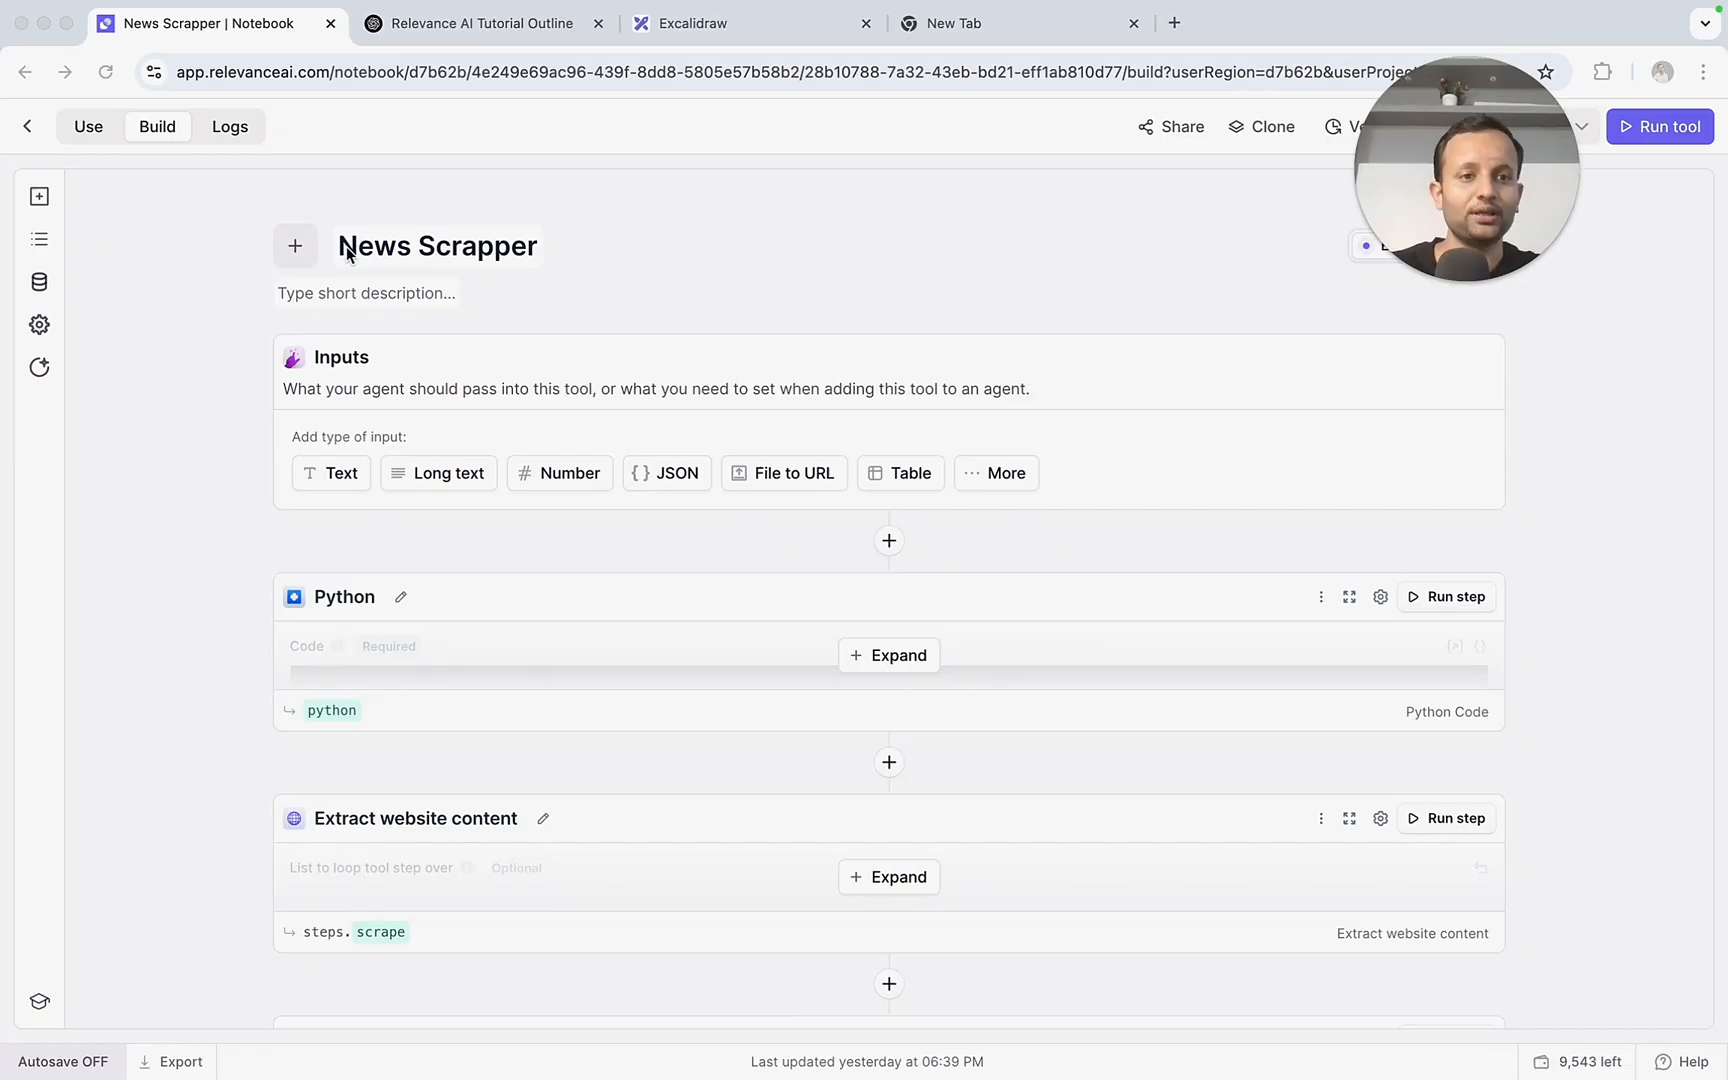 News Scrapper | Notebook
Relevance AI Tutorial Outline
Excalidraw
New Tab
app.relevanceai.com/notebook/d7b62b/4e249e69ac96-439f-8dd8-5805e57b58b2/28b10788-7a32-43eb-bd21-eff1ab810d77/build?userRegion=d7b62b&userProjec
Use Build Logs
Share Clone Run tool
News Scrapper
Type short description...
Inputs
What your agent should pass into this tool, or what you need to set when adding this tool to an agent.
Add type of input:
Text Long text # Number {} JSON File to URL Table ··· More
Python Run step
Code Required
+ Expand
python Python Code
Extract website content Run step
List to loop tool step over Optional
+ Expand
steps.scrape Extract website content
Autosave OFF Export Last updated yesterday at 06:39 PM 9,543 left Help